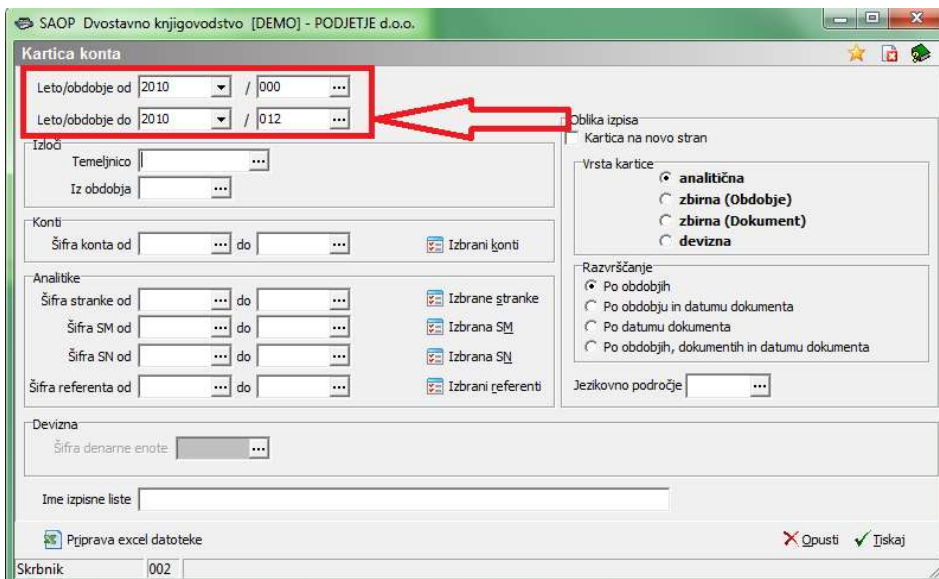 SAOP Dvostavno knjigovodstvo [DEMO] - PODJETJE d.o.o.
Kartica konta
Leto/obdobje od 2010 / 000 ...
Leto/obdobje do 2010 / 012 ...
Izloči
Temeljnico ...
Iz obdobja ...
Konti
Šifra konta od ... do ... Izbrani konti
Analitike
Šifra stranke od ... do ... Izbrane stranke
Šifra SM od ... do ... Izbrana SM
Šifra SN od ... do ... Izbrana SN
Šifra referenta od ... do ... Izbrani referenti
Oblika izpisa
Kartica na novo stran
Vrsta kartice
analitična
zbirna (Obdobje)
zbirna (Dokument)
devizna
Razvrščanje
Po obdobjih
Po obdobju in datumu dokumenta
Po datumu dokumenta
Po obdobjih, dokumentih in datumu dokumenta
Jezikovno področje ...
Devizna
Šifra denarne enote ...
Ime izpisne liste
Priprava excel datoteke
Opusti Tiskaj
Skrbnik 002